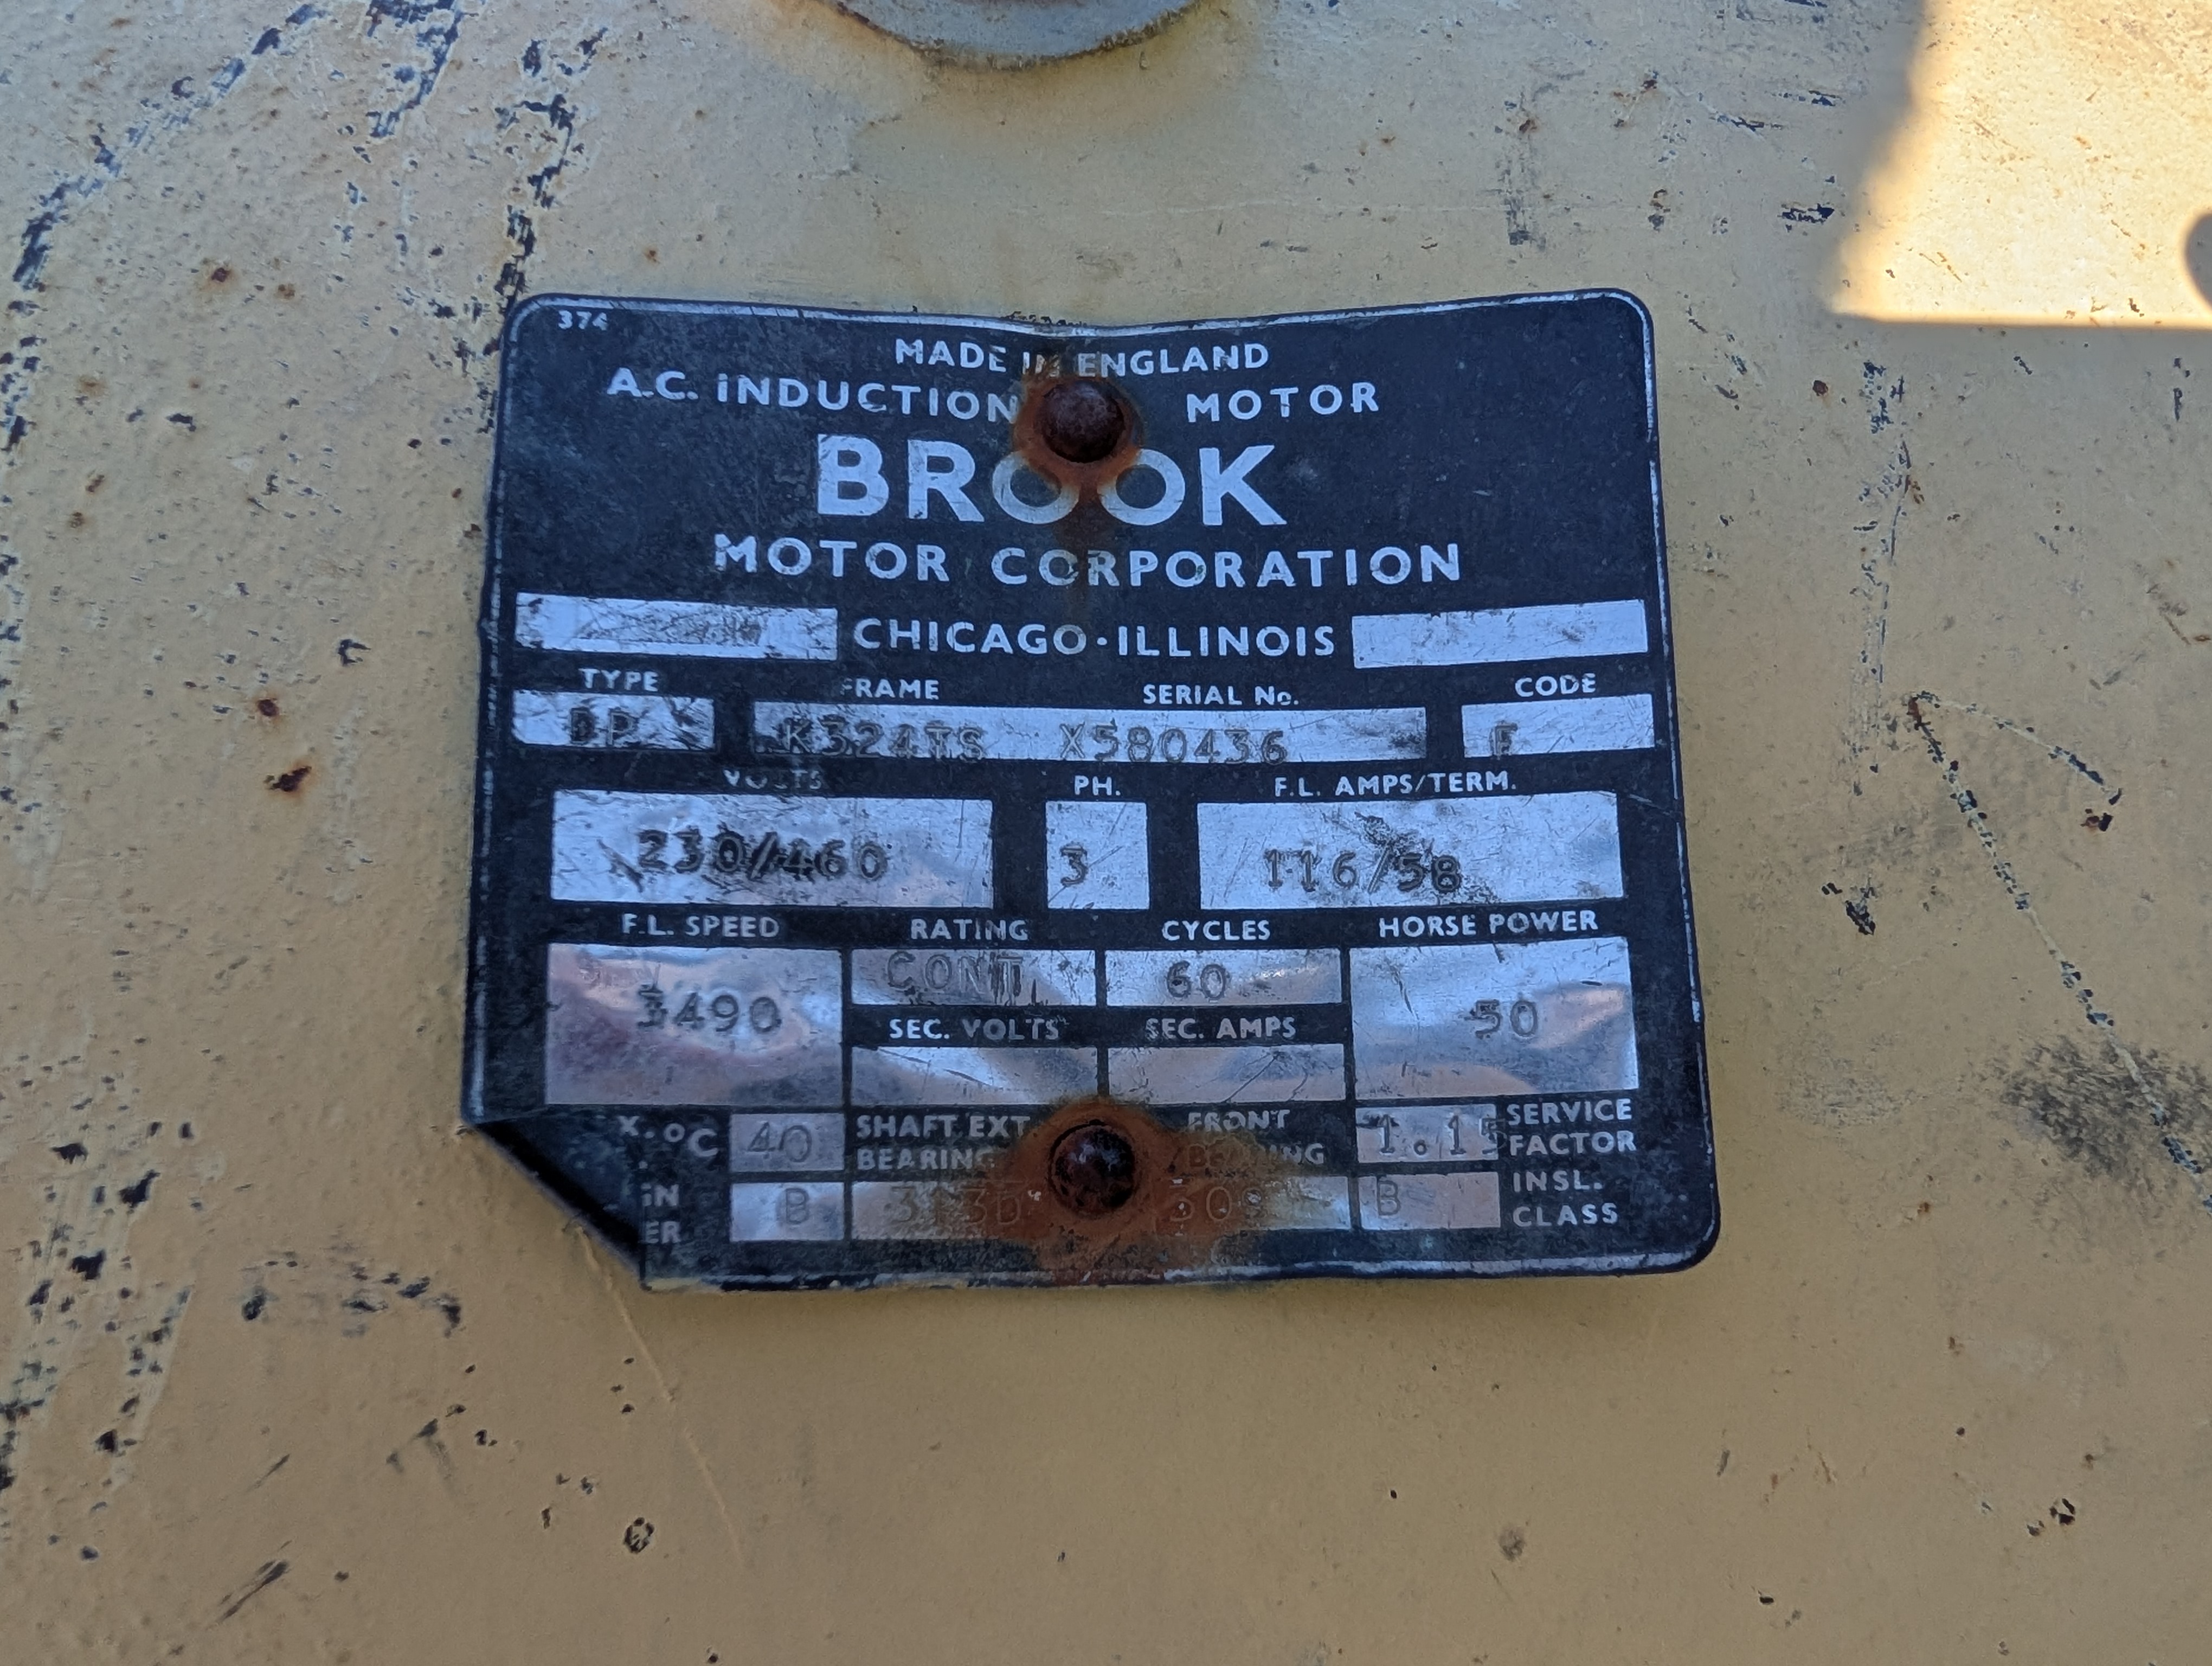 374
MADE IN ENGLAND
A.C. INDUCTION MOTOR
BROOK
MOTOR CORPORATION
CHICAGO·ILLINOIS
TYPE FRAME SERIAL No. CODE
DP K324TS X580436 F
VOLTS PH. F.L. AMPS/TERM.
230/460 3 116/58
F.L. SPEED RATING CYCLES HORSE POWER
3490 CONT 60 50
SEC. VOLTS SEC. AMPS
°C 40 SHAFT EXT FRONT 1.15 SERVICE
BEARING BEARING FACTOR
B B INSL.
CLASS